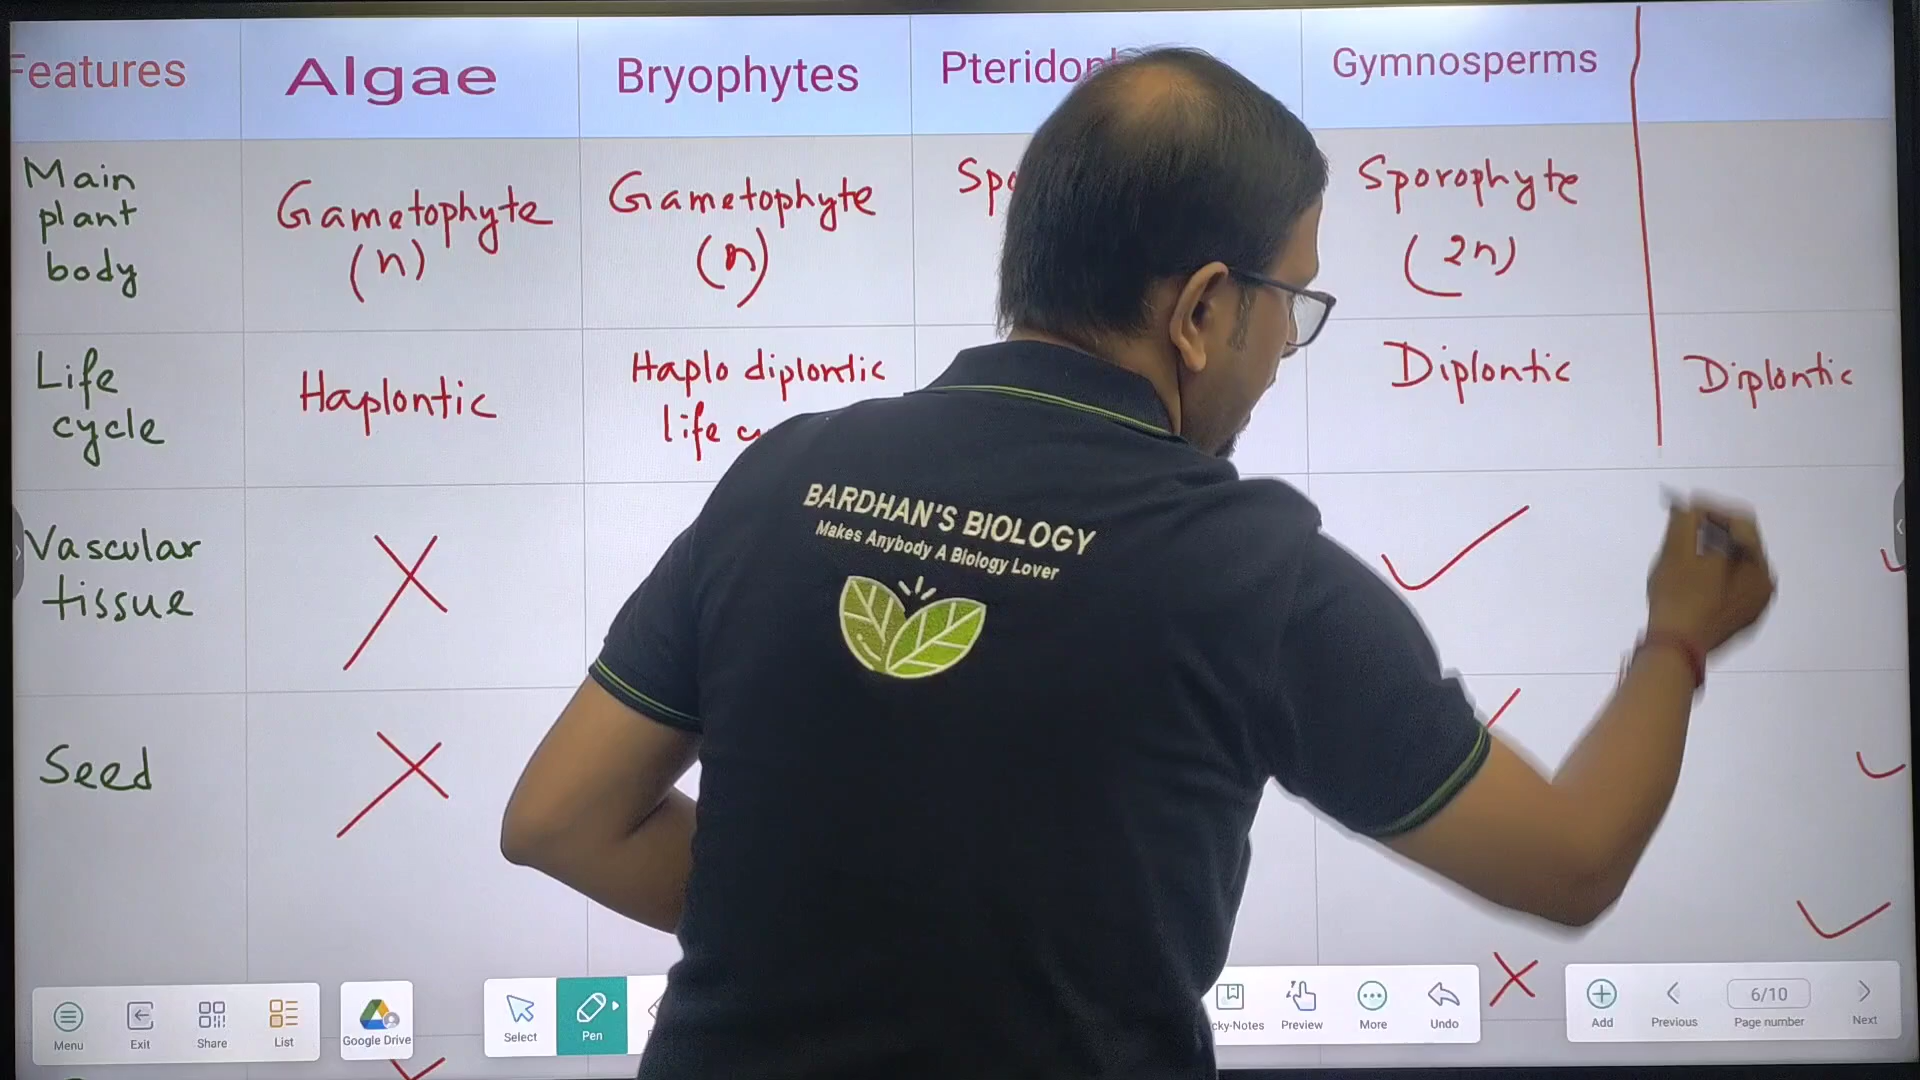 Features
Algae
Bryophytes
Gymnosperms
Main
plant
body
Gametophyte
(n)
Gametophyte
(n)
Sporophyte
(2n)
Life
cycle
Haplontic
Haplo diplontic
life
Diplontic
Diplontic
Vascular
tissue
Seed
BARDHAN'S BIOLOGY
Makes Anybody A Biology Lover
Menu
Exit
Share
List
Google Drive
Select
Pen
Preview
More
Undo
Add
Previous
6/10
Page number
Next